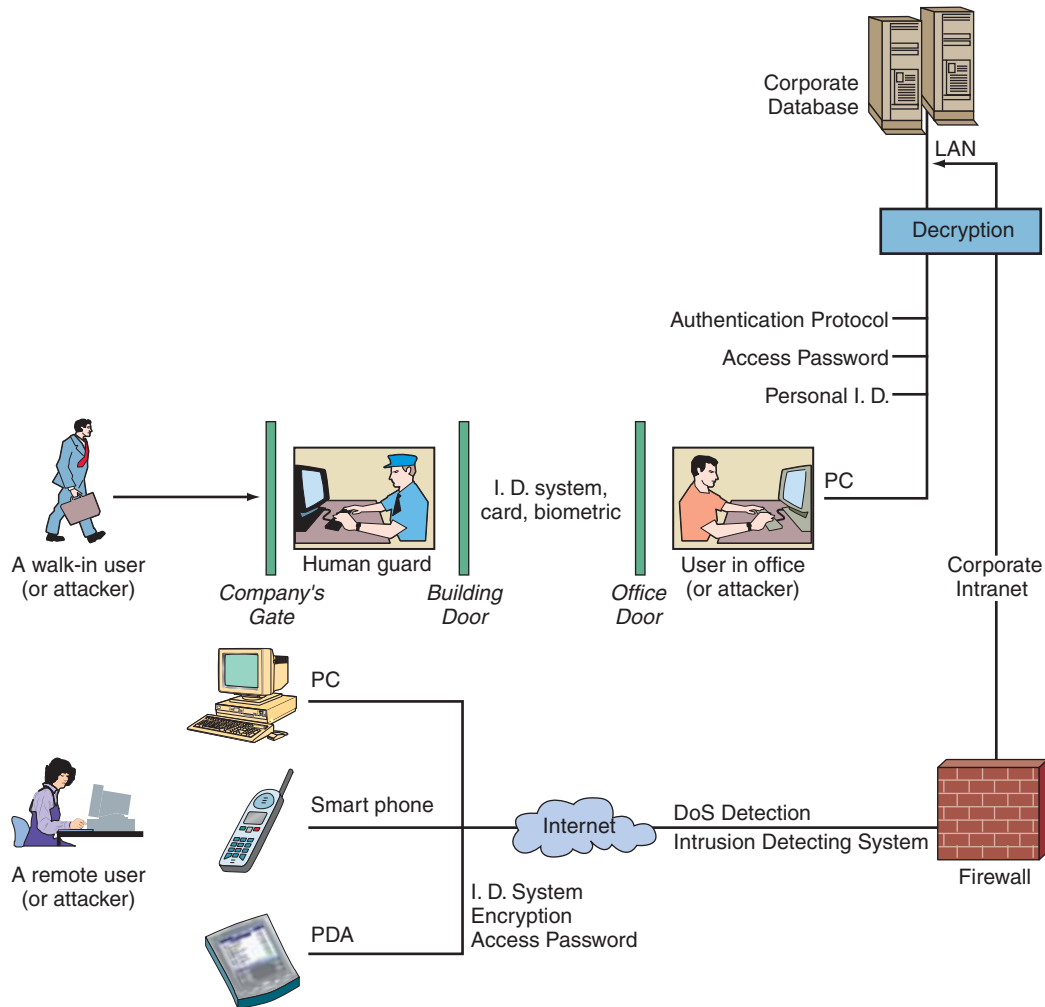 Corporate
Database
LAN
Decryption
Authentication Protocol
Access Password
Personal I. D.
I. D. system,
card, biometric
PC
A walk-in user
(or attacker)
Human guard
User in office
(or attacker)
Company's
Gate
Building
Door
Office
Door
Corporate
Intranet
PC
Smart phone
Internet
DoS Detection
Intrusion Detecting System
A remote user
(or attacker)
Firewall
I. D. System
Encryption
Access Password
PDA